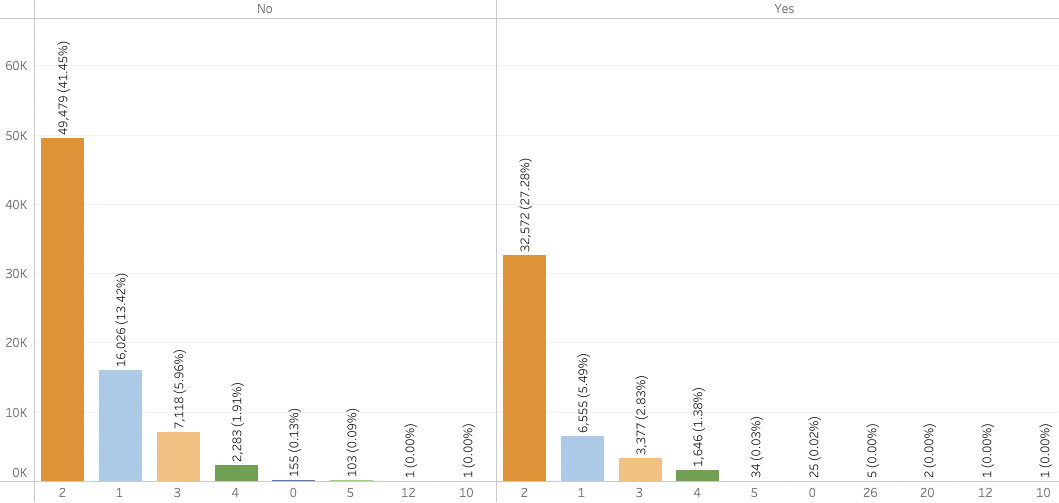 No
Yes
60K
50K
40K
30K
20K
10K
0K
49,479 (41.45%)
16,026 (13.42%)
7,118 (5.96%)
2,283 (1.91%)
155 (0.13%)
103 (0.09%)
1 (0.00%)
1 (0.00%)
32,572 (27.28%)
6,555 (5.49%)
3,377 (2.83%)
1,646 (1.38%)
34 (0.03%)
25 (0.02%)
5 (0.00%)
2 (0.00%)
1 (0.00%)
1 (0.00%)
2 1 3 4 0 5 12 10
2 1 3 4 5 0 26 20 12 10